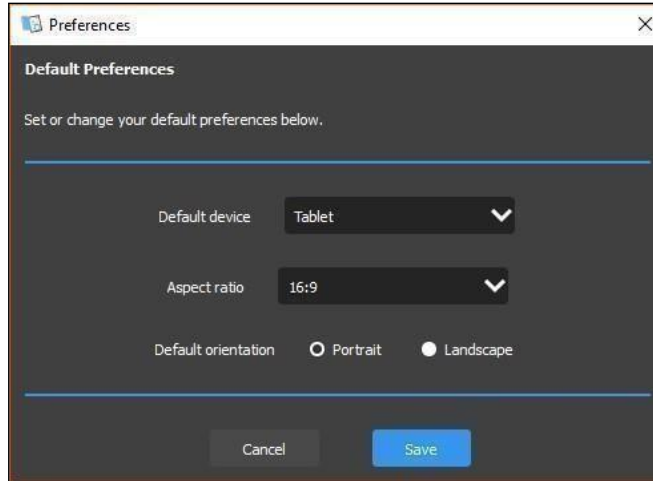 Preferences
Default Preferences
Set or change your default preferences below.
Default device Tablet
Aspect ratio 16:9
Default orientation Portrait Landscape
Cancel Save